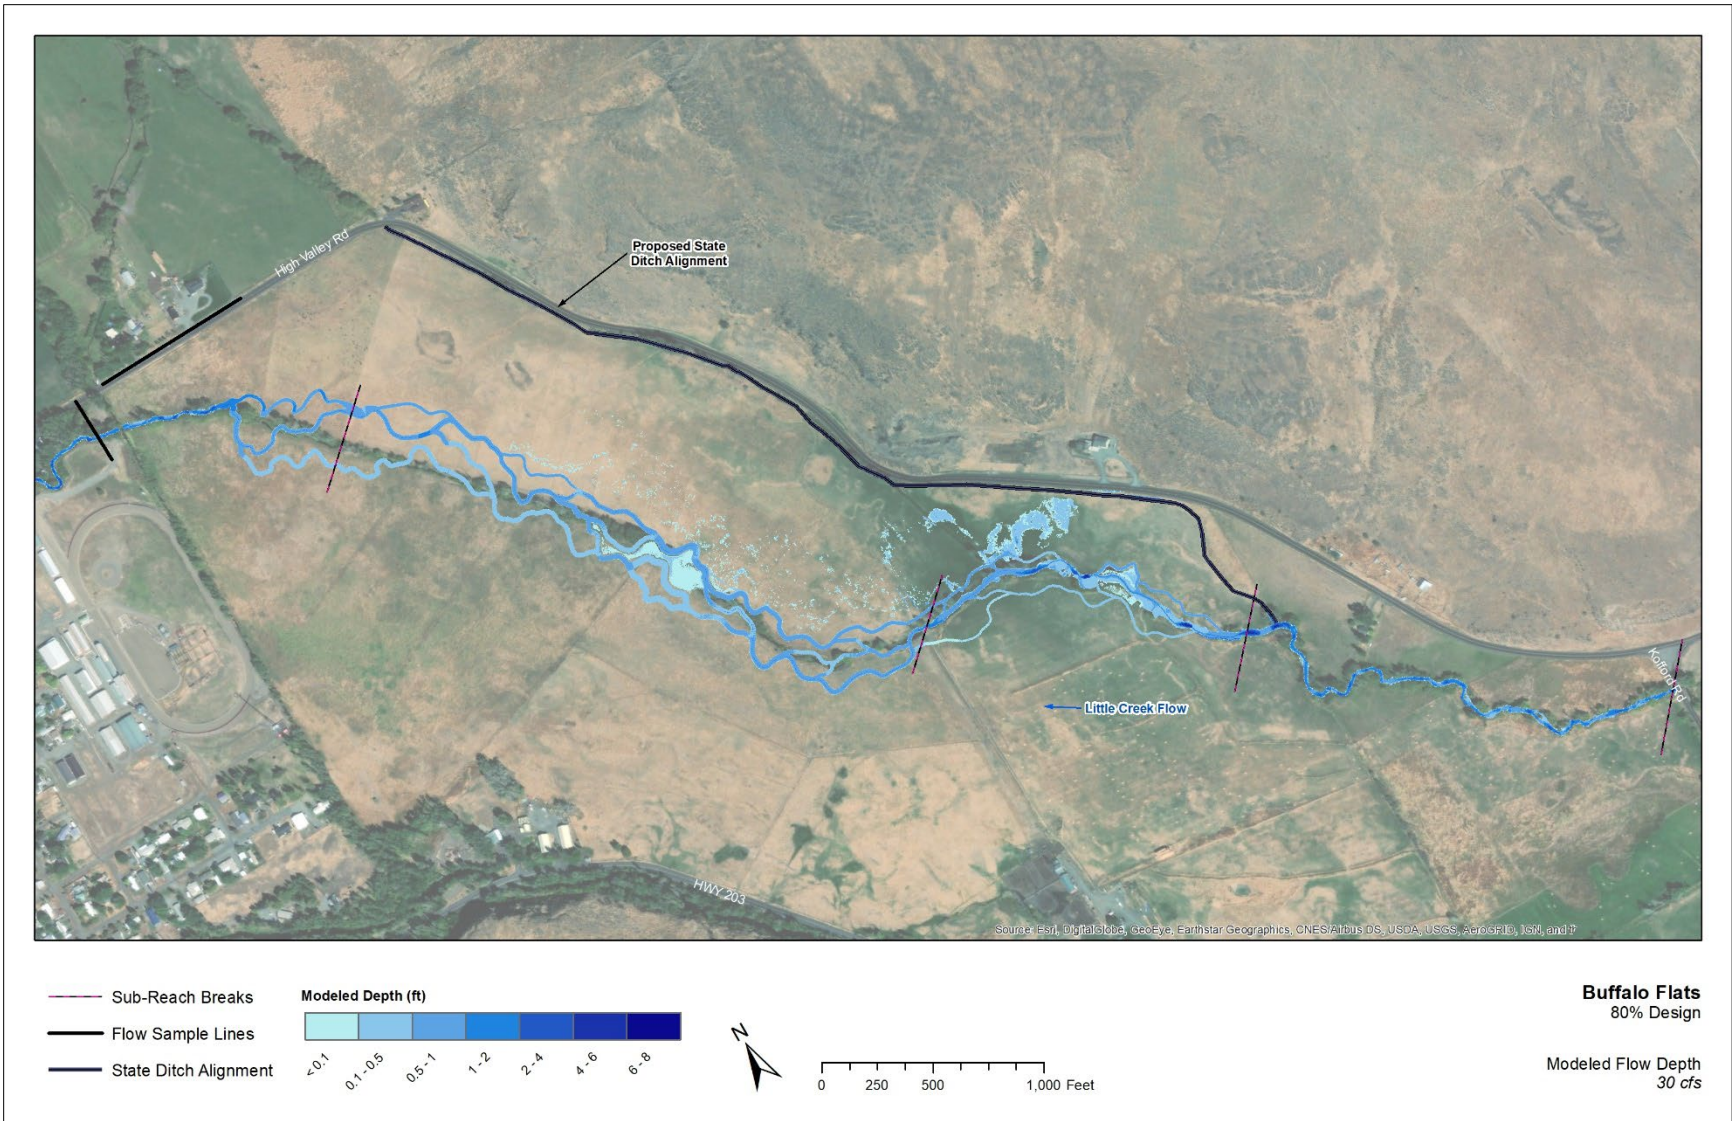 High Valley Rd
Proposed State
Ditch Alignment
Kofford Rd
Little Creek Flow
HWY 203
Source: Esri, DigitalGlobe, GeoEye, Earthstar Geographics, CNES/Airbus DS, USDA, USGS, AeroGRID, IGN, and
Sub-Reach Breaks
Flow Sample Lines
State Ditch Alignment
Modeled Depth (ft)
< 0.1
0.1 - 0.5
0.5 - 1
1 - 2
2 - 4
4 - 6
6 - 8
N
0 250 500 1,000 Feet
Buffalo Flats
80% Design
Modeled Flow Depth
30 cfs